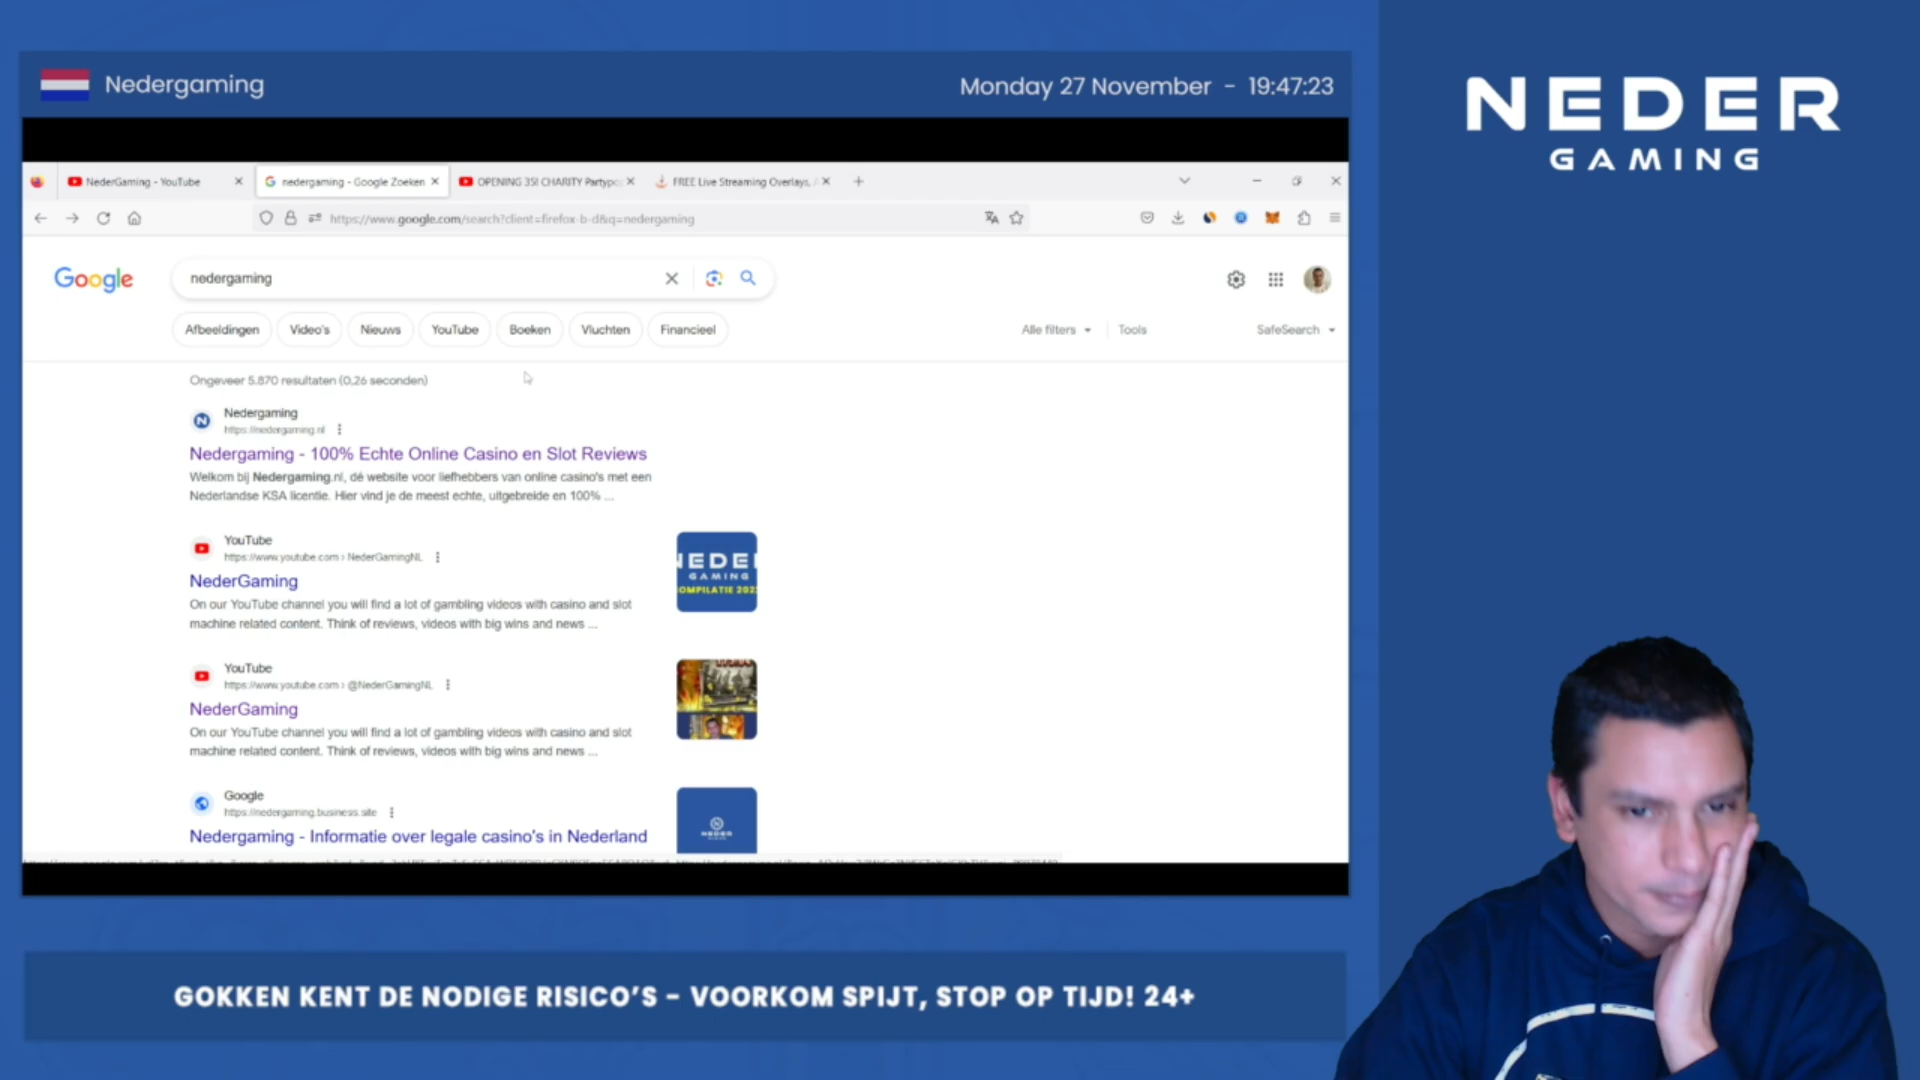 Nedergaming
Monday 27 November - 19:47:23
NEDER
GAMING
NederGaming - YouTube
nedergaming - Google Zoeken
OPENING 35! CHARITY Partypo
FREE Live Streaming Overlays,
https://www.google.com/search?client=firefox-b-d&q=nedergaming
Google
nedergaming
Afbeeldingen
Video's
Nieuws
YouTube
Boeken
Vluchten
Financieel
Alle filters
Tools
SafeSearch
Ongeveer 5.870 resultaten (0,26 seconden)
Nedergaming
https://nedergaming.nl
Nedergaming - 100% Echte Online Casino en Slot Reviews
Welkom bij Nedergaming.nl, dé website voor liefhebbers van online casino's met een
Nederlandse KSA licentie. Hier vind je de meest echte, uitgebreide en 100% ...
YouTube
https://www.youtube.com › NederGamingNL
NederGaming
On our YouTube channel you will find a lot of gambling videos with casino and slot
machine related content. Think of reviews, videos with big wins and news ...
NEDE
GAMING
OMPILATIE 202
YouTube
https://www.youtube.com › @NederGamingNL
NederGaming
On our YouTube channel you will find a lot of gambling videos with casino and slot
machine related content. Think of reviews, videos with big wins and news ...
Google
https://nedergaming.business.site
Nedergaming - Informatie over legale casino's in Nederland
NEDER
GOKKEN KENT DE NODIGE RISICO'S - VOORKOM SPIJT, STOP OP TIJD! 24+